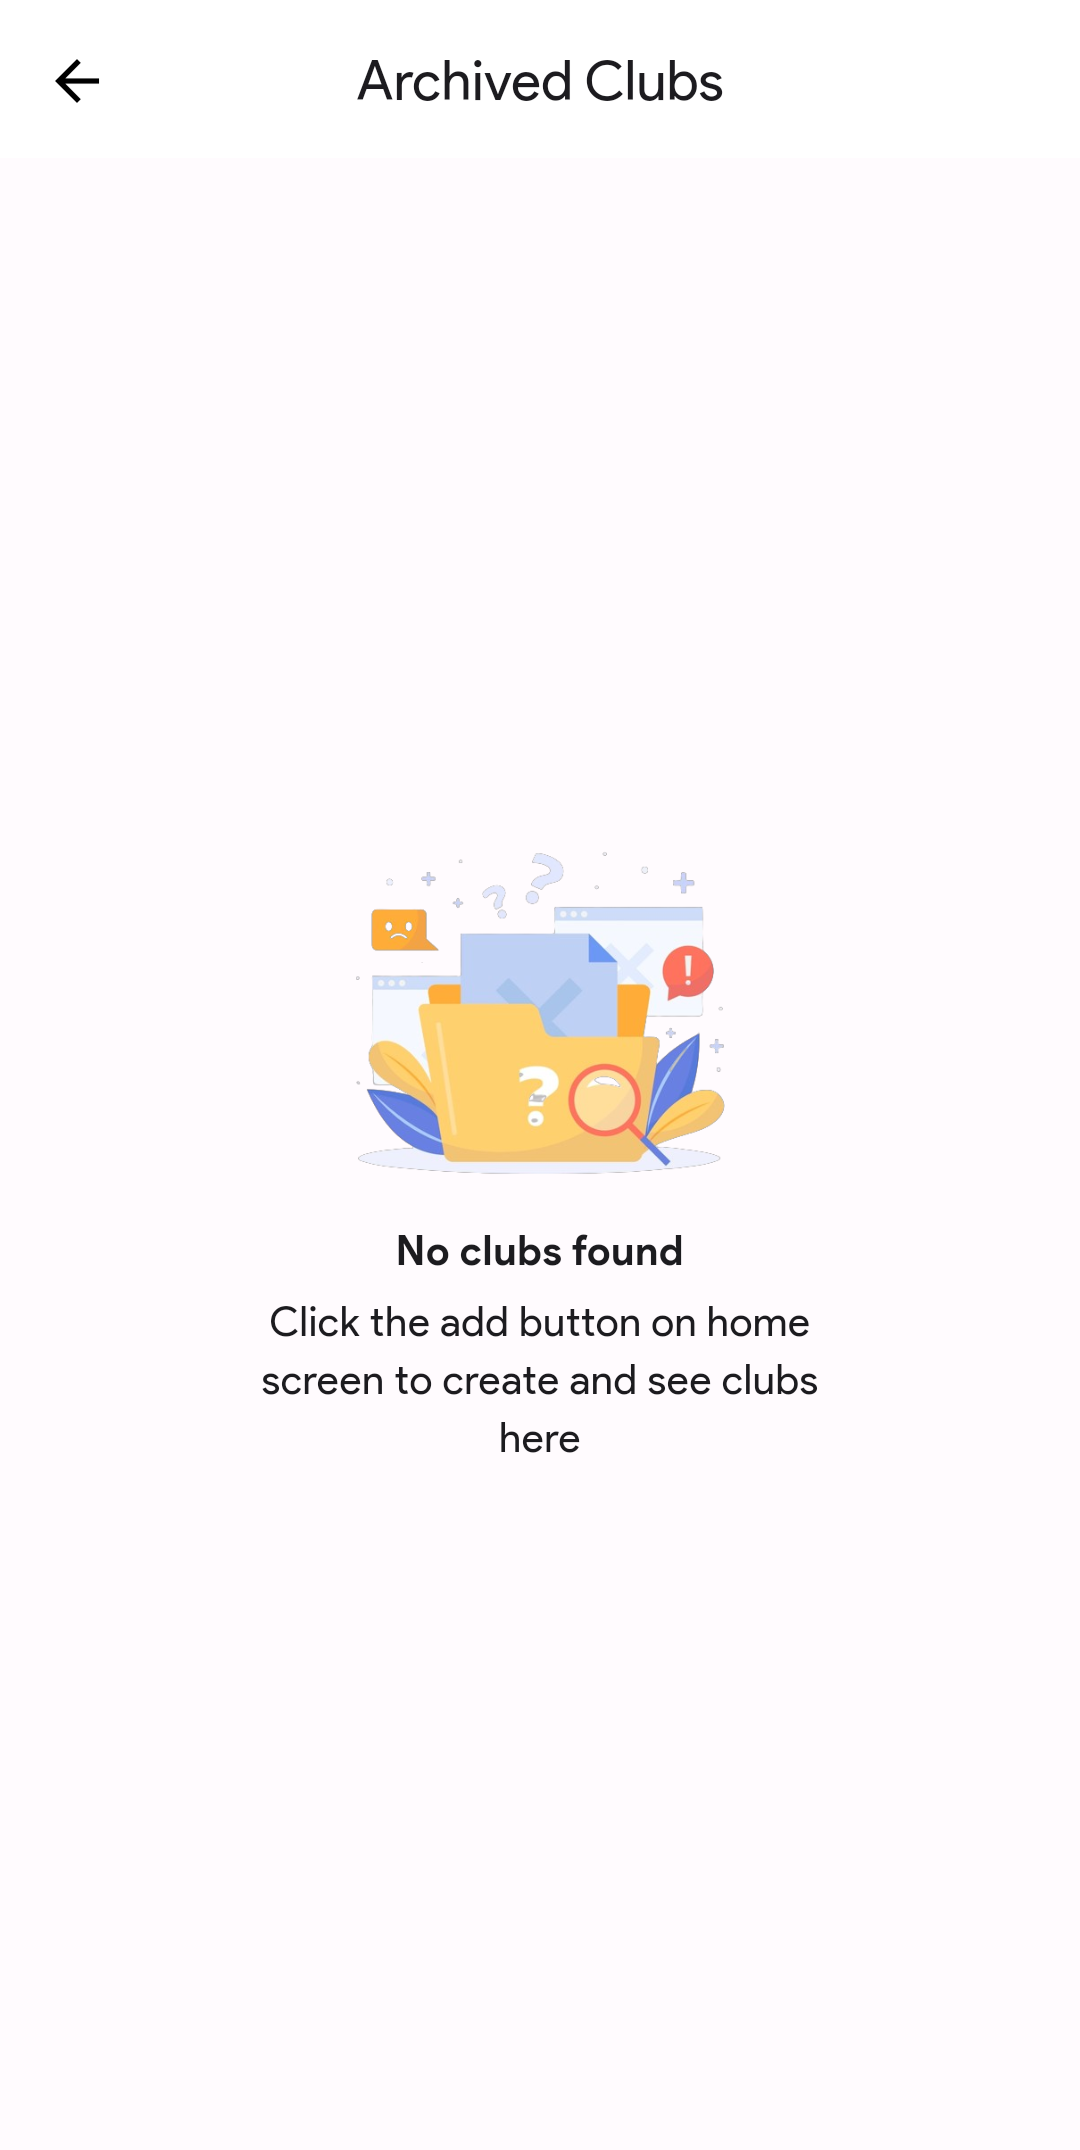 Archived Clubs
No clubs found
Click the add button on home
screen to create and see clubs
here